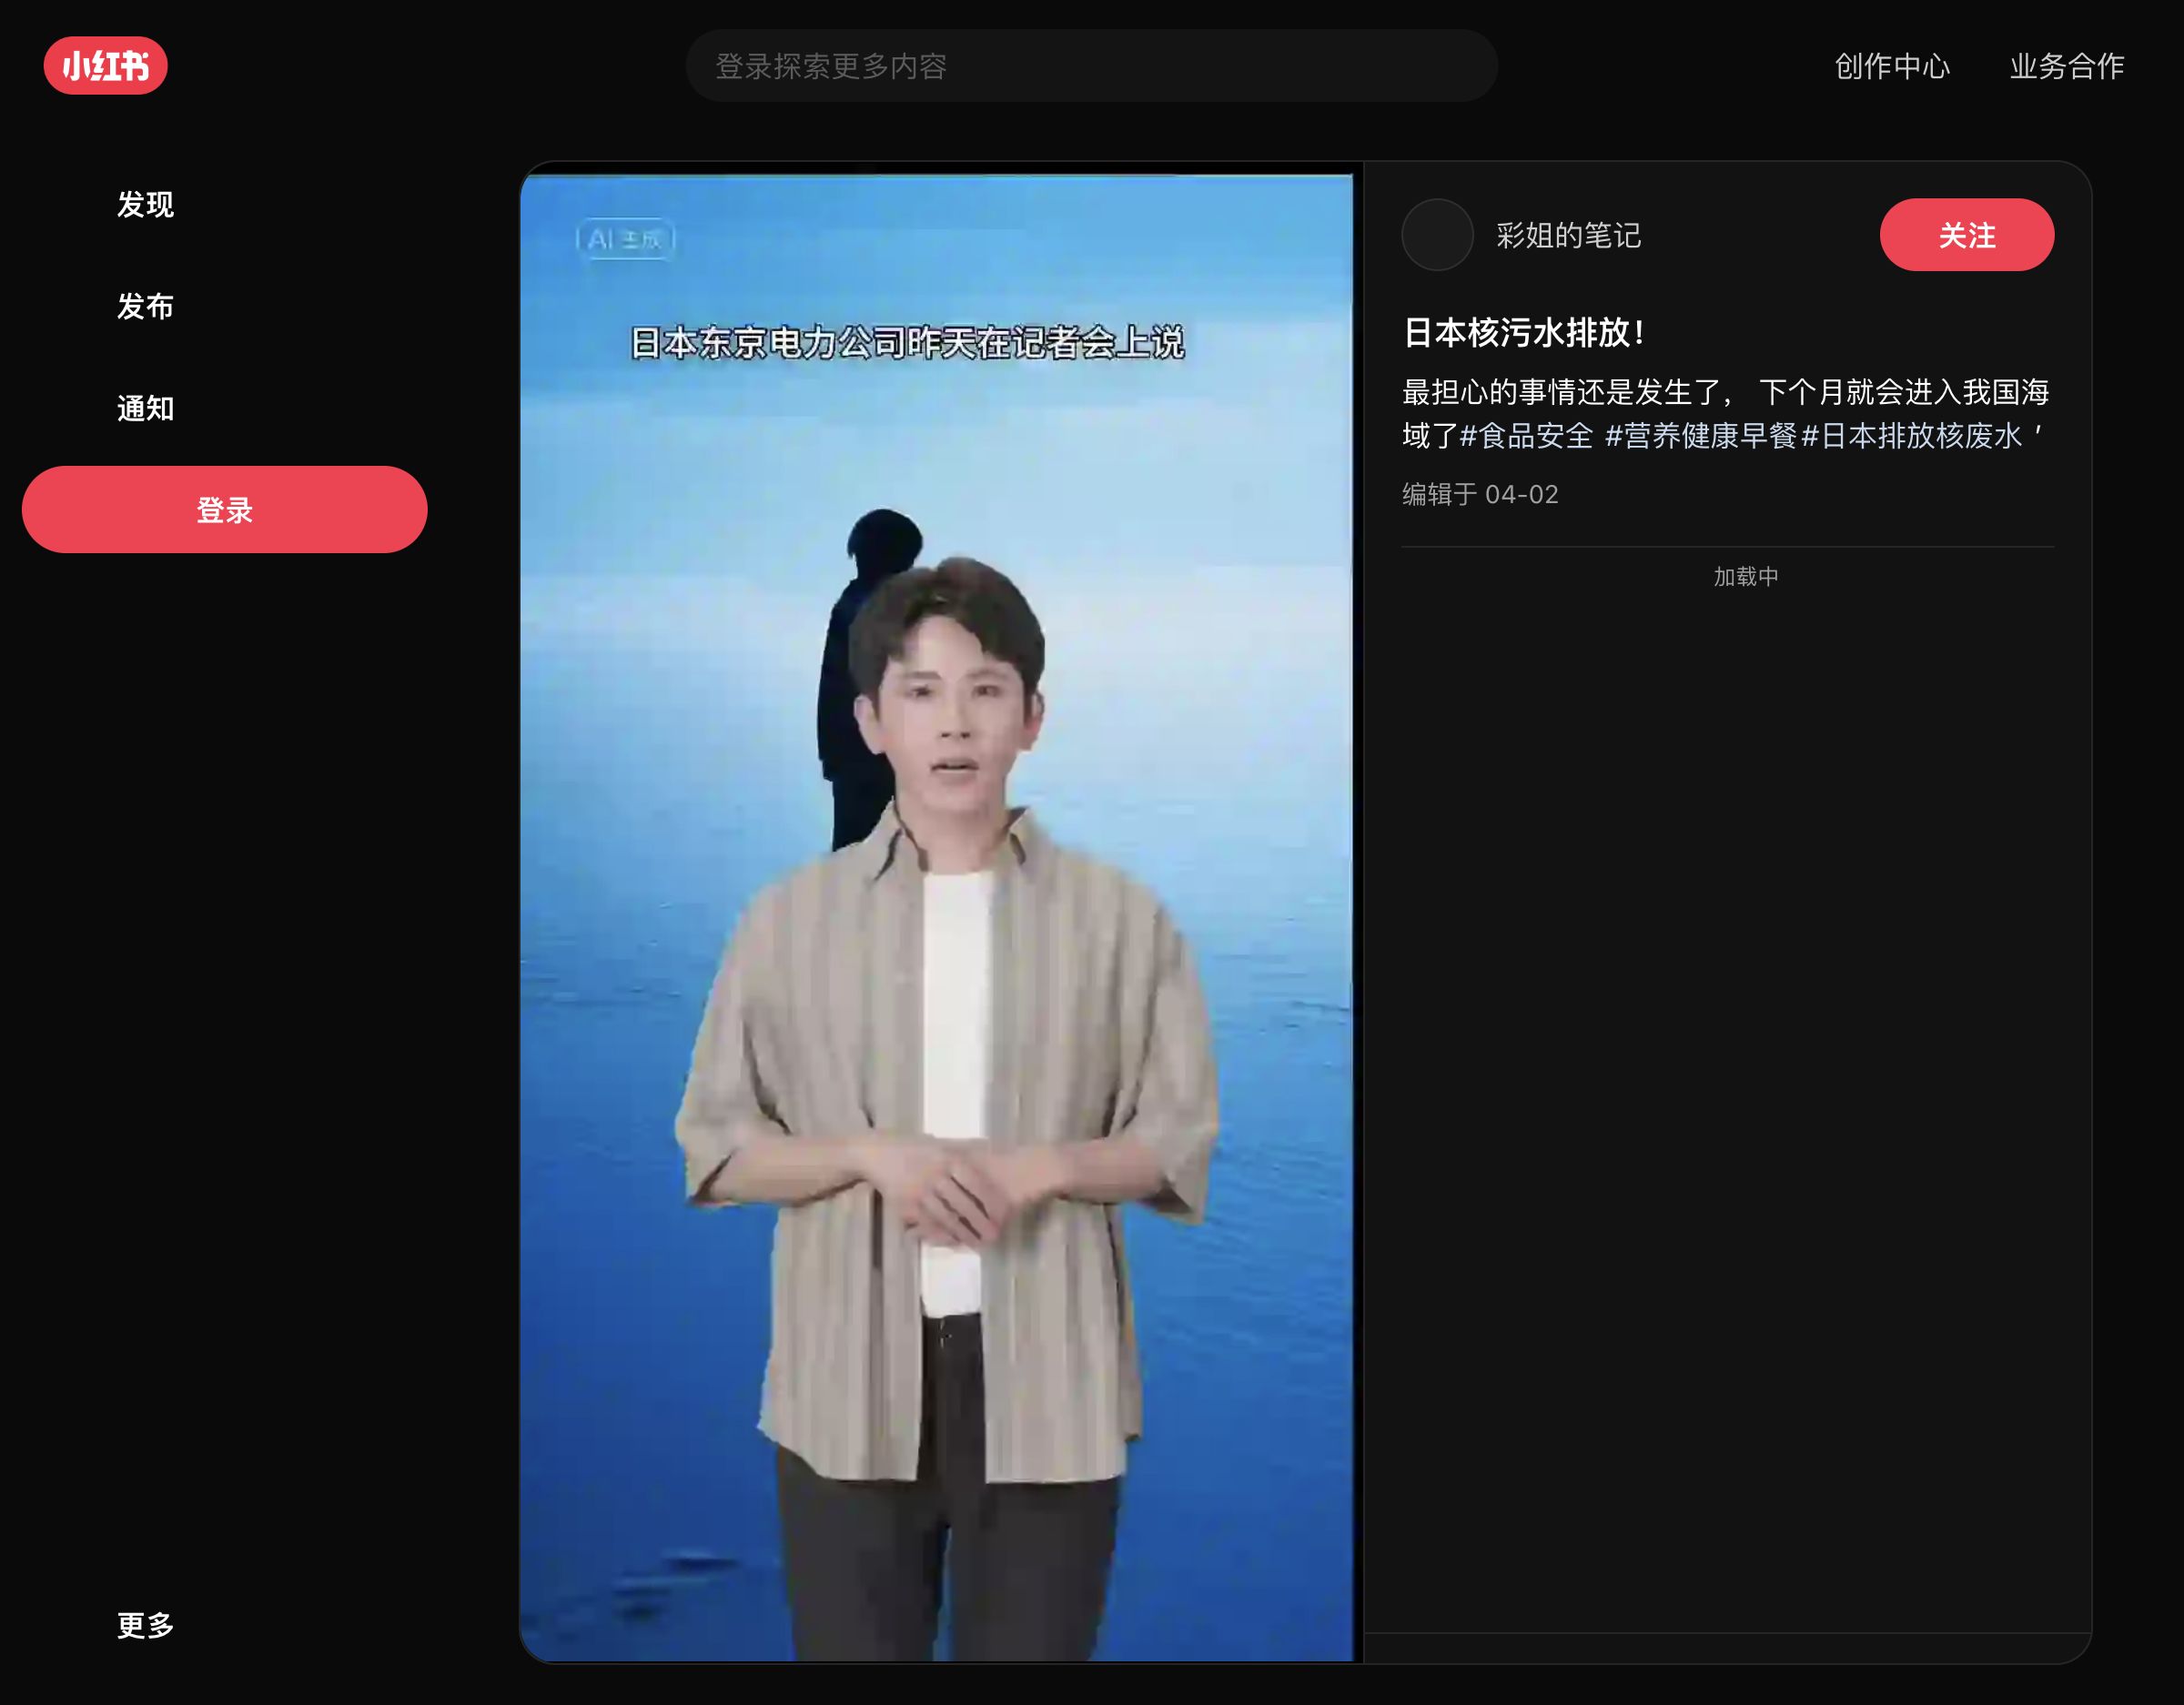 小红书
登录探索更多内容
创作中心
业务合作
发现
发布
通知
登录
更多
AI 生成
日本东京电力公司昨天在记者会上说
彩姐的笔记
关注
日本核污水排放！
最担心的事情还是发生了， 下个月就会进入我国海
域了#食品安全 #营养健康早餐#日本排放核废水 ′
编辑于 04-02
加载中